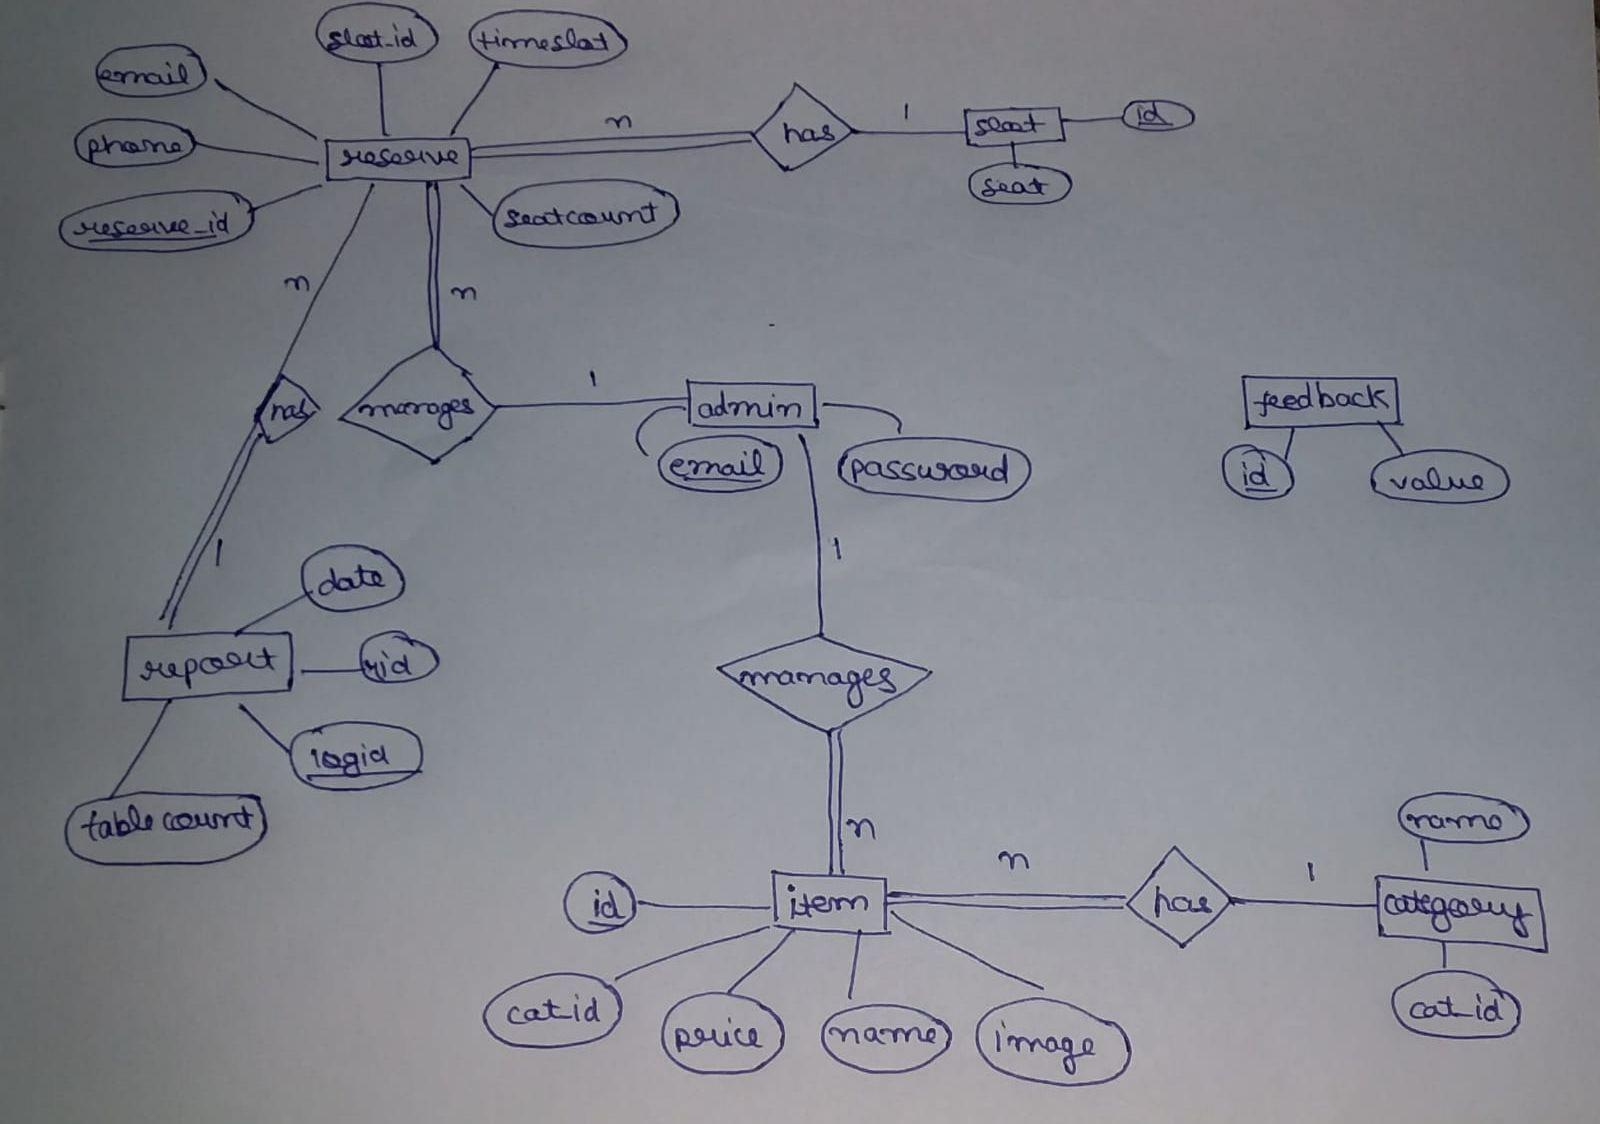 slot_id
timeslot
email
phone
reserve
n
has
1
slot
id
seat
reserve_id
seatcount
n
n
has
manages
1
admin
email
password
feedback
id
value
1
1
date
report
rid
logid
table count
manages
n
n
1
name
id
item
has
category
cat_id
price
name
image
cat_id